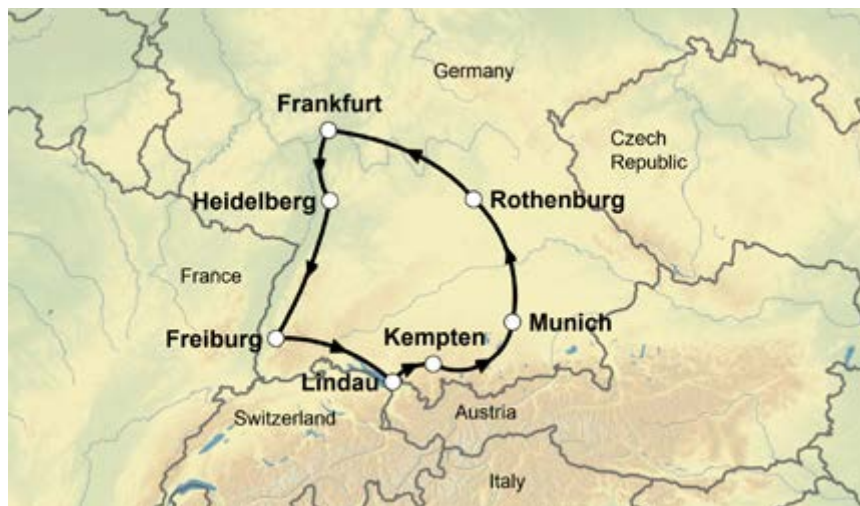 Germany
Frankfurt
Czech
Republic
Heidelberg
Rothenburg
France
Freiburg
Kempten
Munich
Lindau
Switzerland
Austria
Italy